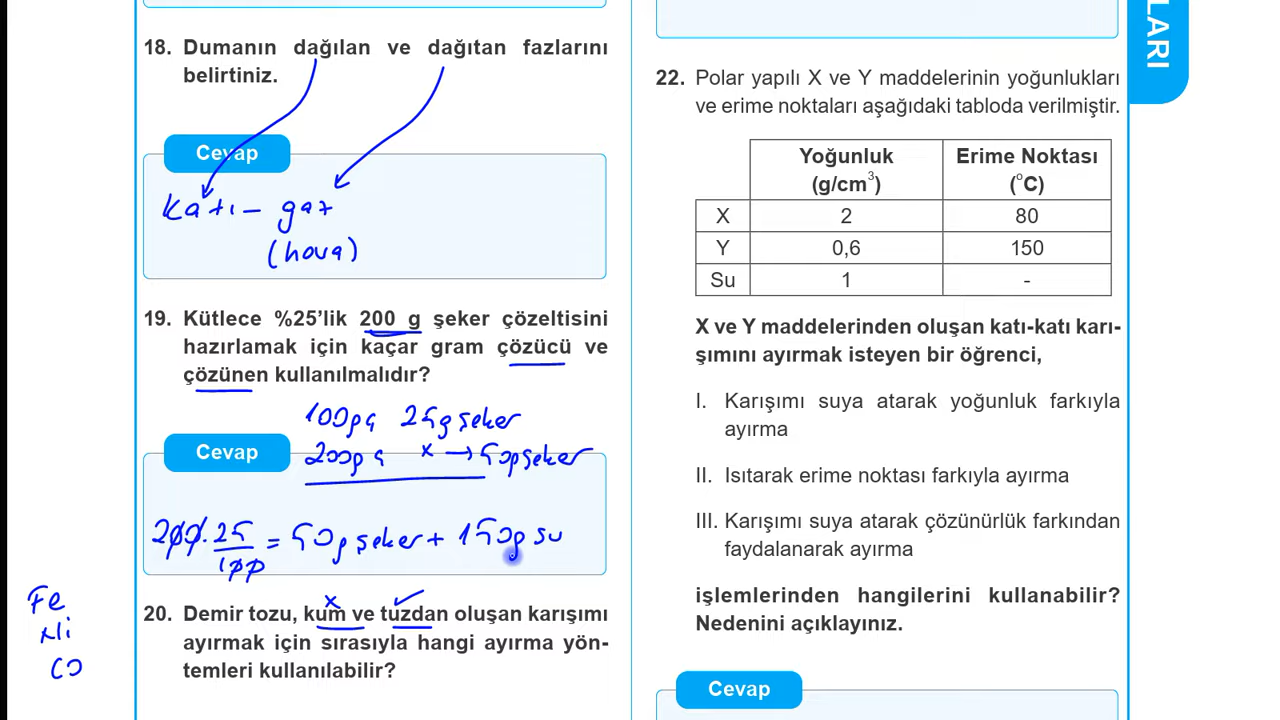 18. Dumanın dağılan ve dağıtan fazlarını
belirtiniz.
Cevap
Katı - gaz
(hava)
19. Kütlece %25'lik 200 g şeker çözeltisini
hazırlamak için kaçar gram çözücü ve
çözünen kullanılmalıdır?
100g ç 25g şeker
Cevap
200g ç x → 50g şeker
200. 25/100 = 50g şeker + 150g su
x ✓
20. Demir tozu, kum ve tuzdan oluşan karışımı
ayırmak için sırasıyla hangi ayırma yön-
temleri kullanılabilir?
Fe
Ni
CO
LARI
22. Polar yapılı X ve Y maddelerinin yoğunlukları
ve erime noktaları aşağıdaki tabloda verilmiştir.
Yoğunluk (g/cm³) Erime Noktası (°C)
X 2 80
Y 0,6 150
Su 1 -
X ve Y maddelerinden oluşan katı-katı karı-
şımını ayırmak isteyen bir öğrenci,
I. Karışımı suya atarak yoğunluk farkıyla
ayırma
II. Isıtarak erime noktası farkıyla ayırma
III. Karışımı suya atarak çözünürlük farkından
faydalanarak ayırma
işlemlerinden hangilerini kullanabilir?
Nedenini açıklayınız.
Cevap